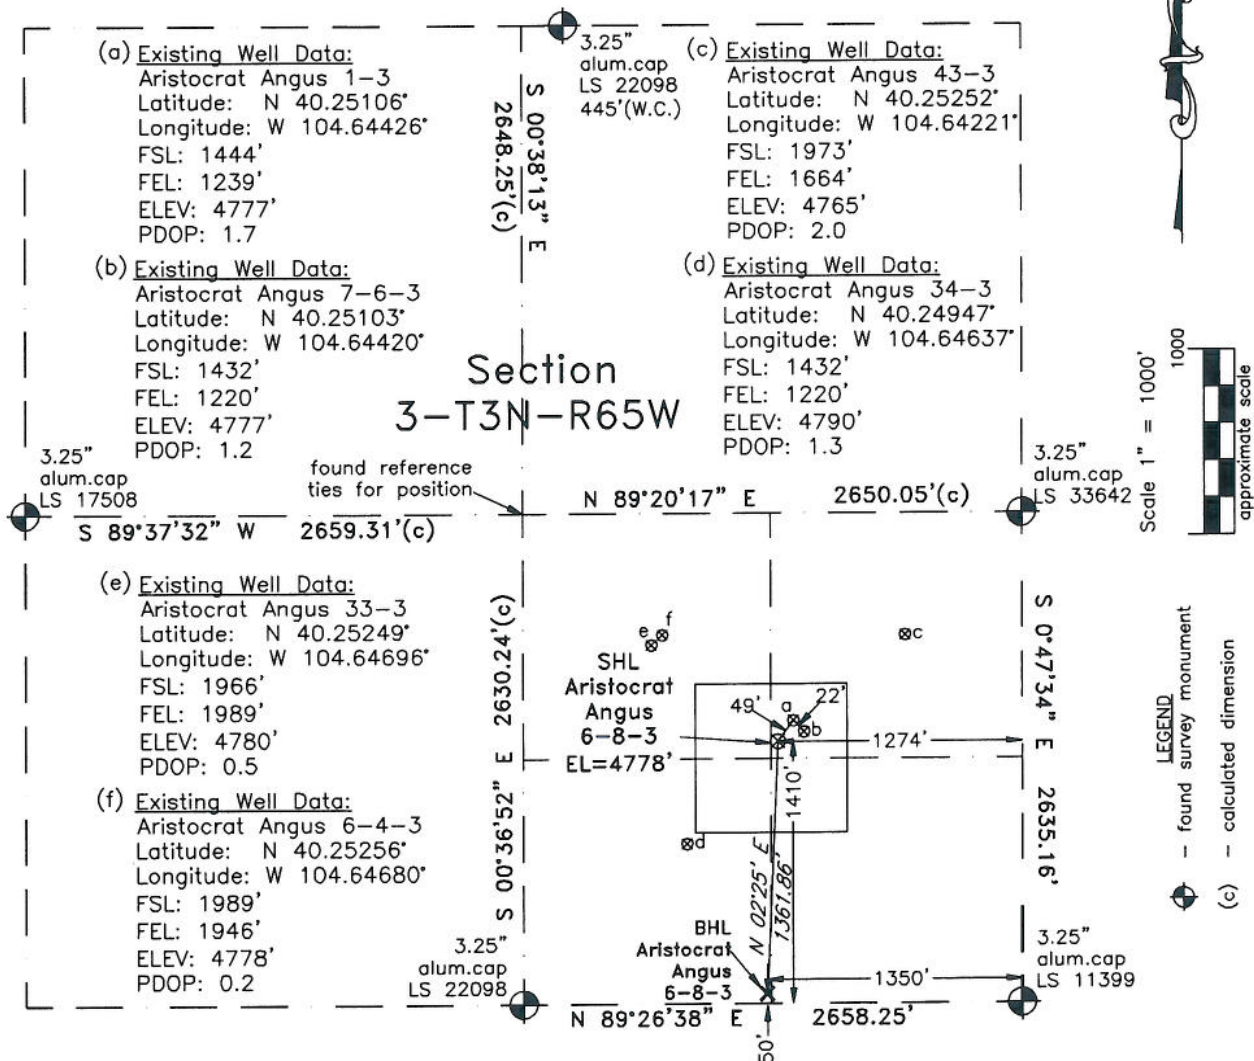 (a) Existing Well Data:
Aristocrat Angus 1-3
Latitude: N 40.25106°
Longitude: W 104.64426°
FSL: 1444'
FEL: 1239'
ELEV: 4777'
PDOP: 1.7
(b) Existing Well Data:
Aristocrat Angus 7-6-3
Latitude: N 40.25103°
Longitude: W 104.64420°
FSL: 1432'
FEL: 1220'
ELEV: 4777'
PDOP: 1.2
S 00°38'13" E
2648.25'(c)
3.25"
alum.cap
LS 22098
445'(W.C.)
(c) Existing Well Data:
Aristocrat Angus 43-3
Latitude: N 40.25252°
Longitude: W 104.64221°
FSL: 1973'
FEL: 1664'
ELEV: 4765'
PDOP: 2.0
(d) Existing Well Data:
Aristocrat Angus 34-3
Latitude: N 40.24947°
Longitude: W 104.64637°
FSL: 1432'
FEL: 1220'
ELEV: 4790'
PDOP: 1.3
Section
3-T3N-R65W
3.25"
alum.cap
LS 17508
found reference
ties for position
S 89°37'32" W 2659.31'(c)
N 89°20'17" E 2650.05'(c)
3.25"
alum.cap
LS 33642
Scale 1" = 1000'
1000
approximate scale
(e) Existing Well Data:
Aristocrat Angus 33-3
Latitude: N 40.25249°
Longitude: W 104.64696°
FSL: 1966'
FEL: 1989'
ELEV: 4780'
PDOP: 0.5
(f) Existing Well Data:
Aristocrat Angus 6-4-3
Latitude: N 40.25256°
Longitude: W 104.64680°
FSL: 1989'
FEL: 1946'
ELEV: 4778'
PDOP: 0.2
S 00°36'52" E 2630.24'(c)
e
f
c
SHL
Aristocrat
Angus
6-8-3
EL=4778'
49'
a
22'
b
1274'
1410'
d
N 02°25' E
1361.86'
S 0°47'34" E 2635.16'
BHL
Aristocrat
Angus
6-8-3
1350'
3.25"
alum.cap
LS 22098
3.25"
alum.cap
LS 11399
N 89°26'38" E 2658.25'
50'
LEGEND
- found survey monument
(c) - calculated dimension